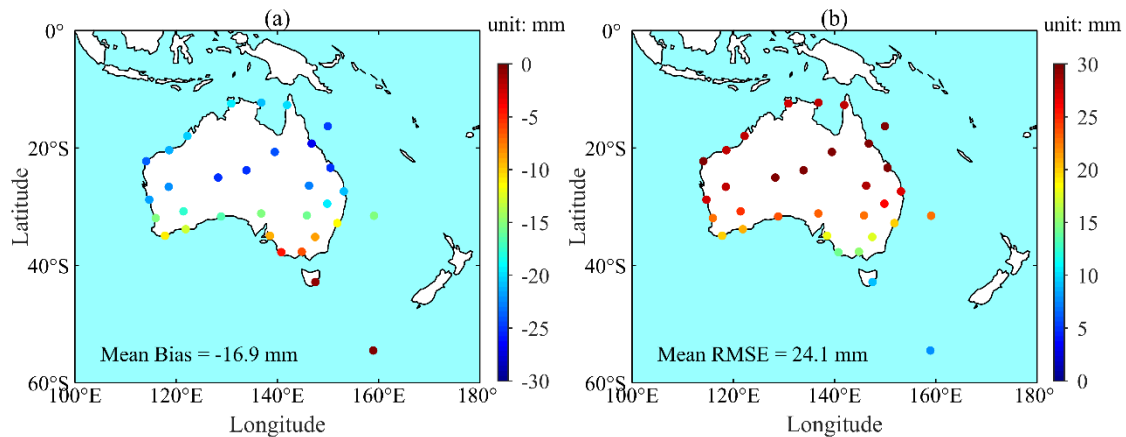 (a)
unit: mm
0°
20°S
40°S
60°S
Latitude
100°E
120°E
140°E
160°E
180°
Longitude
Mean Bias = -16.9 mm
0
-5
-10
-15
-20
-25
-30
(b)
unit: mm
0°
20°S
40°S
60°S
Latitude
100°E
120°E
140°E
160°E
180°
Longitude
Mean RMSE = 24.1 mm
30
25
20
15
10
5
0